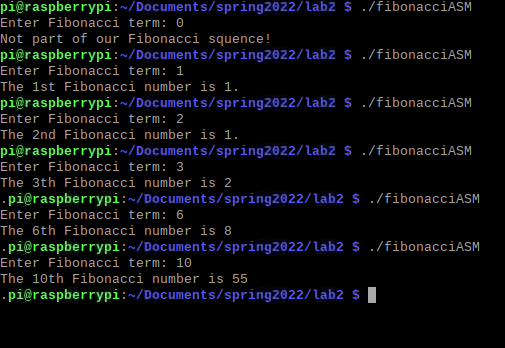 pi@raspberrypi:~/Documents/spring2022/lab2 $ ./fibonacciASM
Enter Fibonacci term: 0
Not part of our Fibonacci squence!
pi@raspberrypi:~/Documents/spring2022/lab2 $ ./fibonacciASM
Enter Fibonacci term: 1
The 1st Fibonacci number is 1.
pi@raspberrypi:~/Documents/spring2022/lab2 $ ./fibonacciASM
Enter Fibonacci term: 2
The 2nd Fibonacci number is 1.
pi@raspberrypi:~/Documents/spring2022/lab2 $ ./fibonacciASM
Enter Fibonacci term: 3
The 3th Fibonacci number is 2
.pi@raspberrypi:~/Documents/spring2022/lab2 $ ./fibonacciASM
Enter Fibonacci term: 6
The 6th Fibonacci number is 8
.pi@raspberrypi:~/Documents/spring2022/lab2 $ ./fibonacciASM
Enter Fibonacci term: 10
The 10th Fibonacci number is 55
.pi@raspberrypi:~/Documents/spring2022/lab2 $